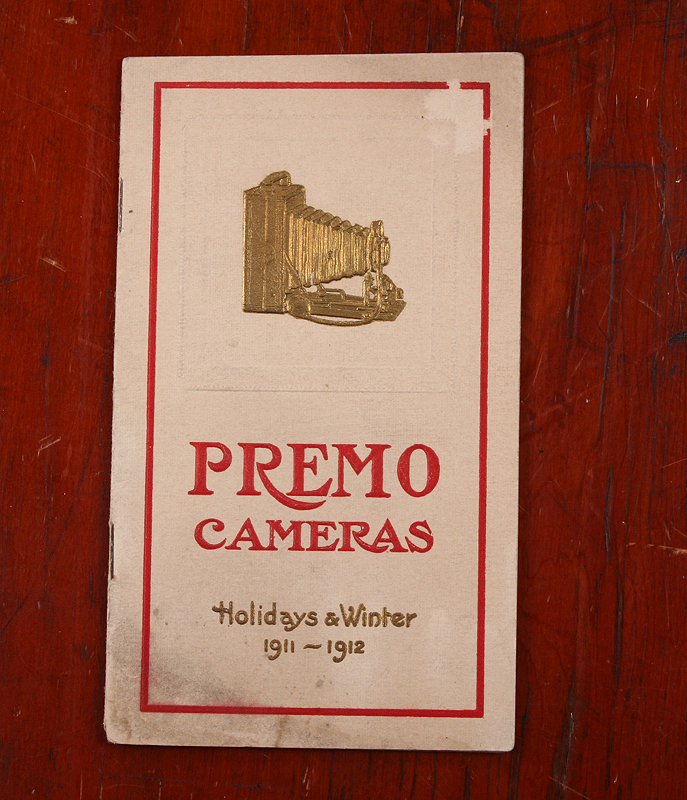 PREMO
CAMERAS
Holidays & Winter
1911 ~ 1912